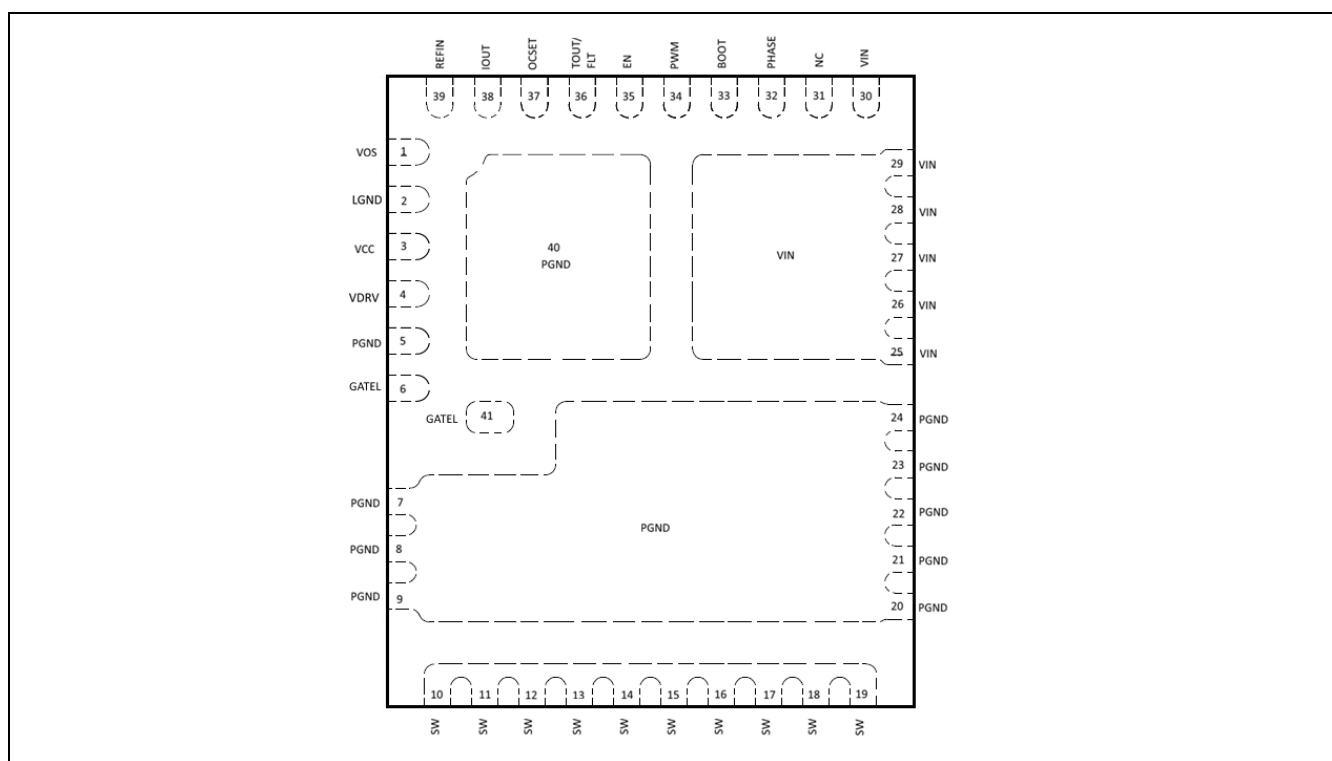 REFIN
IOUT
OCSET
TOUT/
FLT
EN
PWM
BOOT
PHASE
NC
VIN
39
38
37
36
35
34
33
32
31
30
VOS 1
LGND 2
VCC 3
VDRV 4
PGND 5
GATEL 6
40
PGND
VIN
29 VIN
28 VIN
27 VIN
26 VIN
25 VIN
GATEL 41
24 PGND
23 PGND
22 PGND
21 PGND
20 PGND
PGND 7
PGND 8
PGND 9
PGND
10
11
12
13
14
15
16
17
18
19
SW
SW
SW
SW
SW
SW
SW
SW
SW
SW